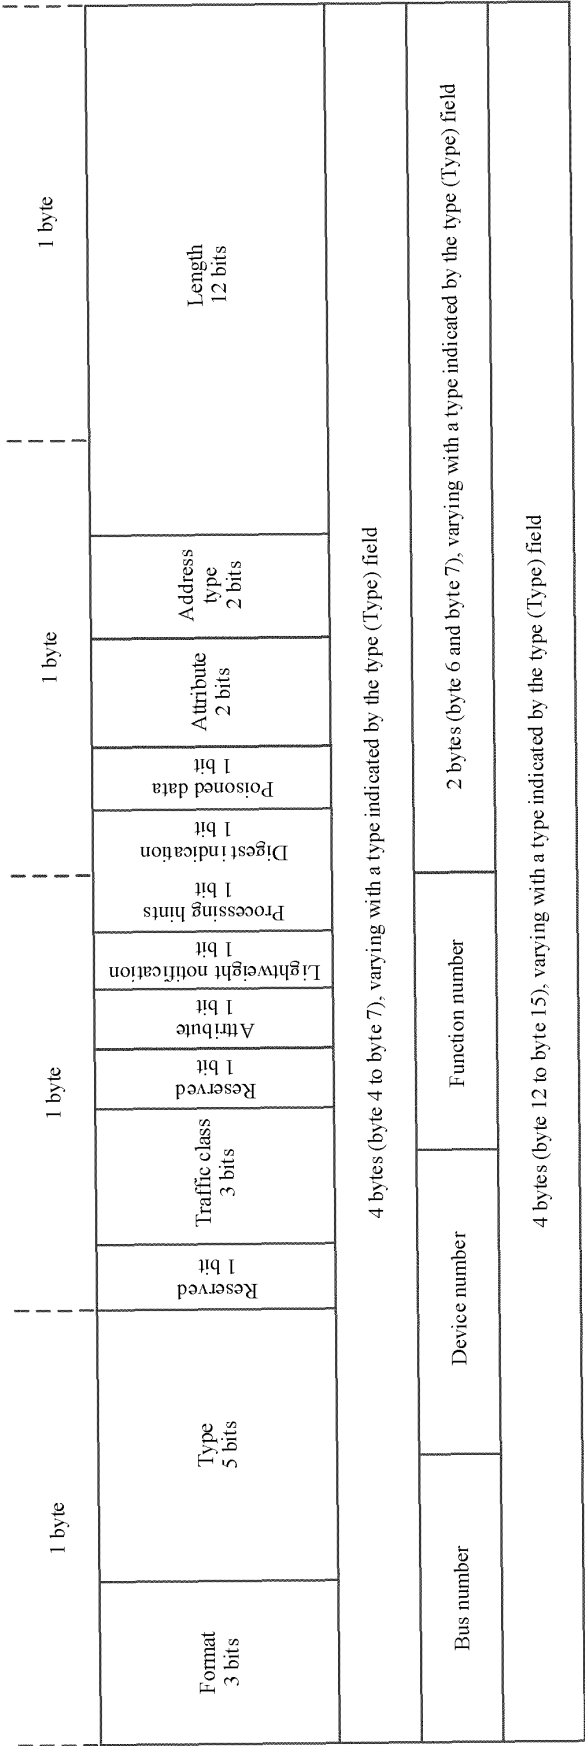 1 byte
1 byte
1 byte
1 byte
Format
3 bits
Type
5 bits
Reserved
1 bit
Traffic class
3 bits
Reserved
1 bit
Attribute
1 bit
Lightweight notification
1 bit
Processing hints
1 bit
Digest indication
1 bit
Poisoned data
1 bit
Attribute
2 bits
Address
type
2 bits
Length
12 bits
4 bytes (byte 4 to byte 7), varying with a type indicated by the type (Type) field
Bus number
Device number
Function number
2 bytes (byte 6 and byte 7), varying with a type indicated by the type (Type) field
4 bytes (byte 12 to byte 15), varying with a type indicated by the type (Type) field